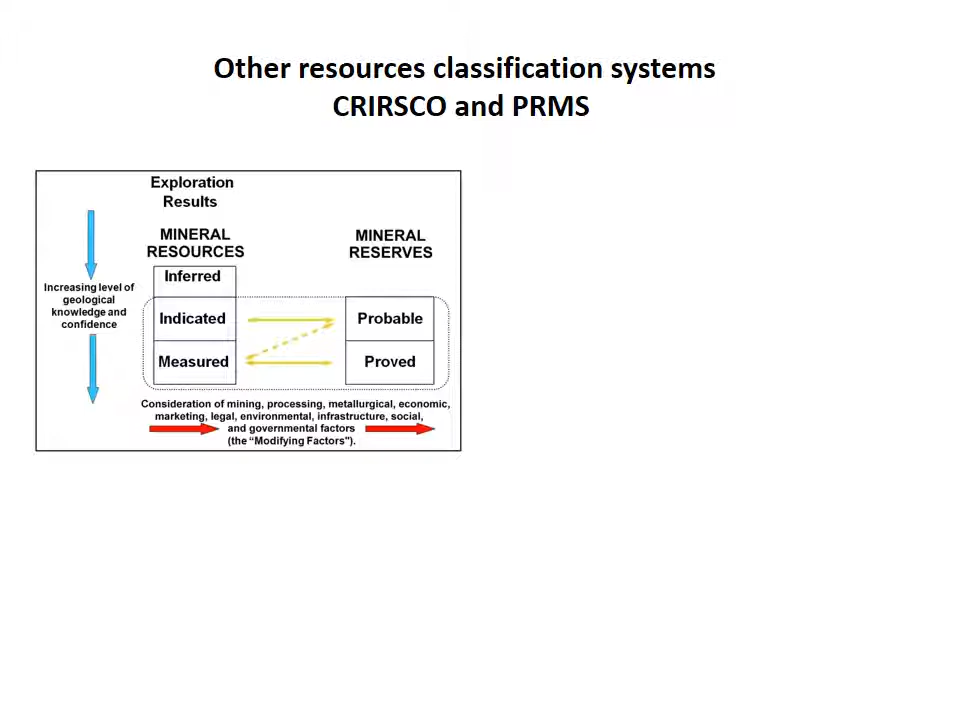 Other resources classification systems
CRIRSCO and PRMS
Exploration
Results
MINERAL
RESOURCES
MINERAL
RESERVES
Inferred
Increasing level of
geological
knowledge and
confidence
Indicated
Probable
Measured
Proved
Consideration of mining, processing, metallurgical, economic,
marketing, legal, environmental, infrastructure, social,
and governmental factors
(the “Modifying Factors").